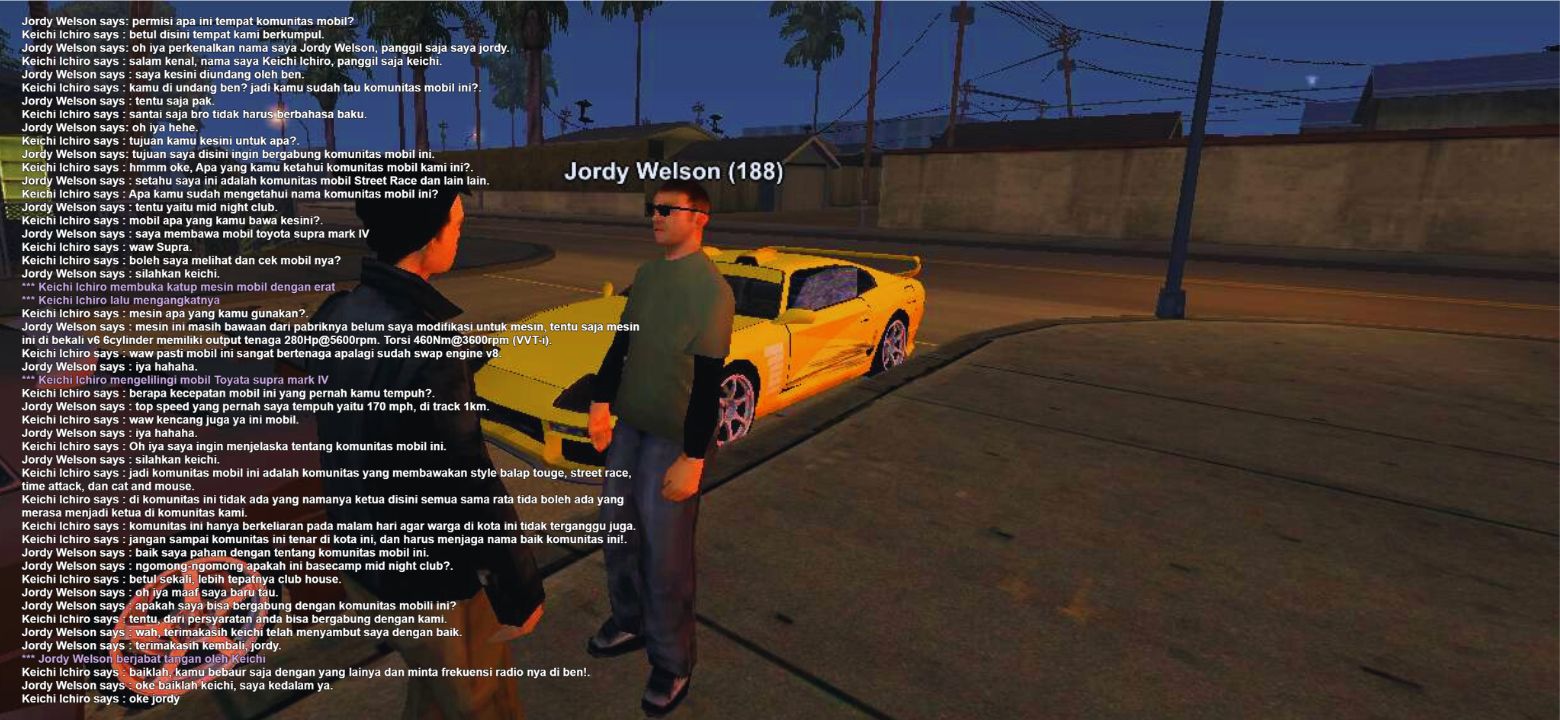 Jordy Welson says: permisi apa ini tempat komunitas mobil?
Keichi Ichiro says : betul disini tempat kami berkumpul.
Jordy Welson says: oh iya perkenalkan nama saya Jordy Welson, panggil saja saya jordy.
Keichi Ichiro says : salam kenal, nama saya Keichi Ichiro, panggil saja keichi.
Jordy Welson says : saya kesini diundang oleh ben.
Keichi Ichiro says : kamu di undang ben? jadi kamu sudah tau komunitas mobil ini?.
Jordy Welson says : tentu saja pak.
Keichi Ichiro says : santai saja bro tidak harus berbahasa baku.
Jordy Welson says: oh iya hehe.
Keichi Ichiro says : tujuan kamu kesini untuk apa?.
Jordy Welson says: tujuan saya disini ingin bergabung komunitas mobil ini.
Keichi Ichiro says : hmmm oke, Apa yang kamu ketahui komunitas mobil kami ini?.
Jordy Welson says : setahu saya ini adalah komunitas mobil Street Race dan lain lain.
Keichi Ichiro says : Apa kamu sudah mengetahui nama komunitas mobil ini?
Jordy Welson says : tentu yaitu mid night club.
Keichi Ichiro says : mobil apa yang kamu bawa kesini?.
Jordy Welson says : saya membawa mobil toyota supra mark IV
Keichi Ichiro says : waw Supra.
Keichi Ichiro says : boleh saya melihat dan cek mobil nya?
Jordy Welson says : silahkan keichi.
*** Keichi Ichiro membuka katup mesin mobil dengan erat
*** Keichi Ichiro lalu mengangkatnya
Keichi Ichiro says : mesin apa yang kamu gunakan?.
Jordy Welson says : mesin ini masih bawaan dari pabriknya belum saya modifikasi untuk mesin, tentu saja mesin
ini di bekali v6 6cylinder memiliki output tenaga 280Hp@5600rpm. Torsi 460Nm@3600rpm (VVT-i).
Keichi Ichiro says : waw pasti mobil ini sangat bertenaga apalagi sudah swap engine v8.
Jordy Welson says : iya hahaha.
*** Keichi Ichiro mengelilingi mobil Toyata supra mark IV
Keichi Ichiro says : berapa kecepatan mobil ini yang pernah kamu tempuh?.
Jordy Welson says : top speed yang pernah saya tempuh yaitu 170 mph, di track 1km.
Keichi Ichiro says : waw kencang juga ya ini mobil.
Jordy Welson says : iya hahaha.
Keichi Ichiro says : Oh iya saya ingin menjelaska tentang komunitas mobil ini.
Jordy Welson says : silahkan keichi.
Keichi Ichiro says : jadi komunitas mobil ini adalah komunitas yang membawakan style balap touge, street race,
time attack, dan cat and mouse.
Keichi Ichiro says : di komunitas ini tidak ada yang namanya ketua disini semua sama rata tida boleh ada yang
merasa menjadi ketua di komunitas kami.
Keichi Ichiro says : komunitas ini hanya berkeliaran pada malam hari agar warga di kota ini tidak terganggu juga.
Keichi Ichiro says : jangan sampai komunitas ini tenar di kota ini, dan harus menjaga nama baik komunitas ini!.
Jordy Welson says : baik saya paham dengan tentang komunitas mobil ini.
Jordy Welson says : ngomong-ngomong apakah ini basecamp mid night club?.
Keichi Ichiro says : betul sekali, lebih tepatnya club house.
Jordy Welson says : oh iya maaf saya baru tau.
Jordy Welson says : apakah saya bisa bergabung dengan komunitas mobili ini?
Keichi Ichiro says : tentu, dari persyaratan anda bisa bergabung dengan kami.
Jordy Welson says : wah, terimakasih keichi telah menyambut saya dengan baik.
Jordy Welson says : terimakasih kembali, jordy.
*** Jordy Welson berjabat tangan oleh Keichi
Keichi Ichiro says : baiklah, kamu bebaur saja dengan yang lainya dan minta frekuensi radio nya di ben!.
Jordy Welson says : oke baiklah keichi, saya kedalam ya.
Keichi Ichiro says : oke jordy
Jordy Welson (188)